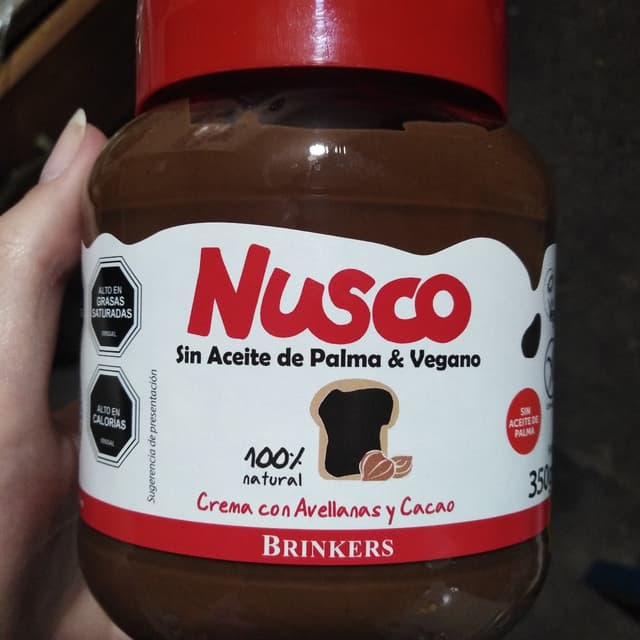 NUSCO
Sin Aceite de Palma & Vegano
ALTO EN
GRASAS
SATURADAS
ALTO EN
CALORÍAS
Sugerencia de presentación
100%
natural
SIN
ACEITE DE
PALMA
350g
Crema con Avellanas y Cacao
BRINKERS